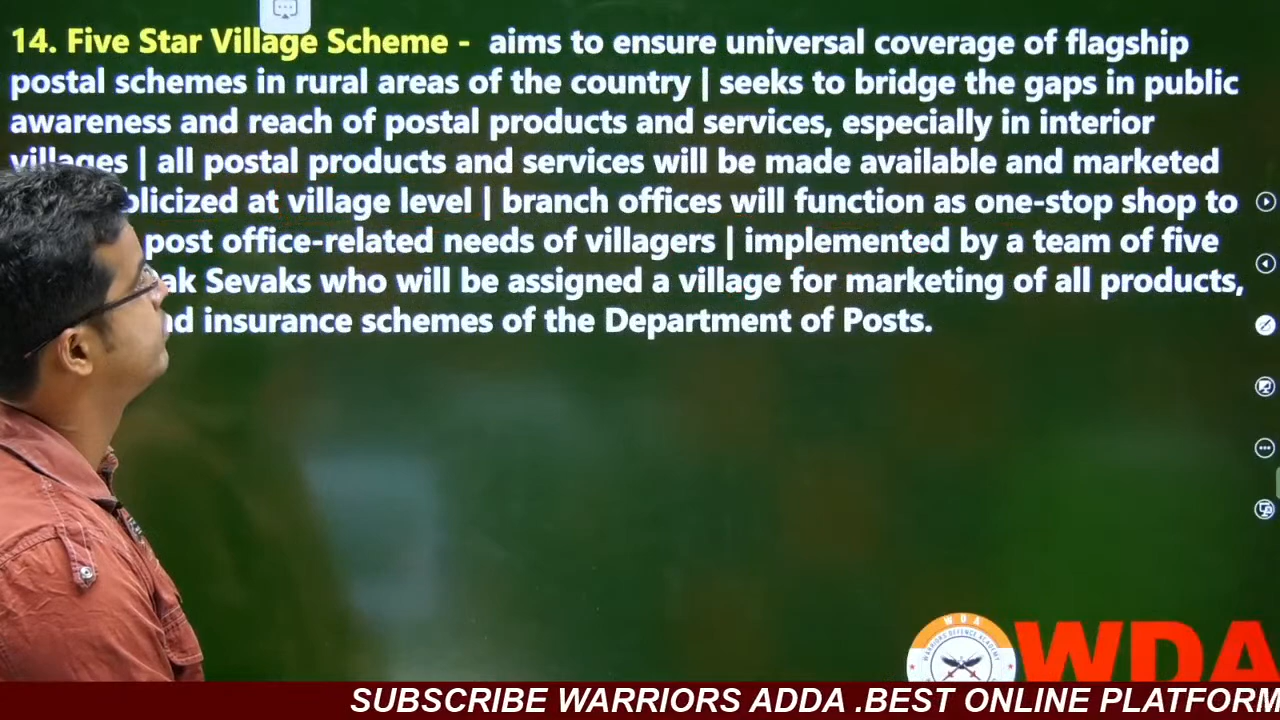 14. Five Star Village Scheme - aims to ensure universal coverage of flagship
postal schemes in rural areas of the country | seeks to bridge the gaps in public
awareness and reach of postal products and services, especially in interior
villages | all postal products and services will be made available and marketed
blicized at village level | branch offices will function as one-stop shop to
post office-related needs of villagers | implemented by a team of five
ak Sevaks who will be assigned a village for marketing of all products,
nd insurance schemes of the Department of Posts.
WDA
WARRIORS DEFENCE ACADEMY
WDA
SUBSCRIBE WARRIORS ADDA .BEST ONLINE PLATFORM